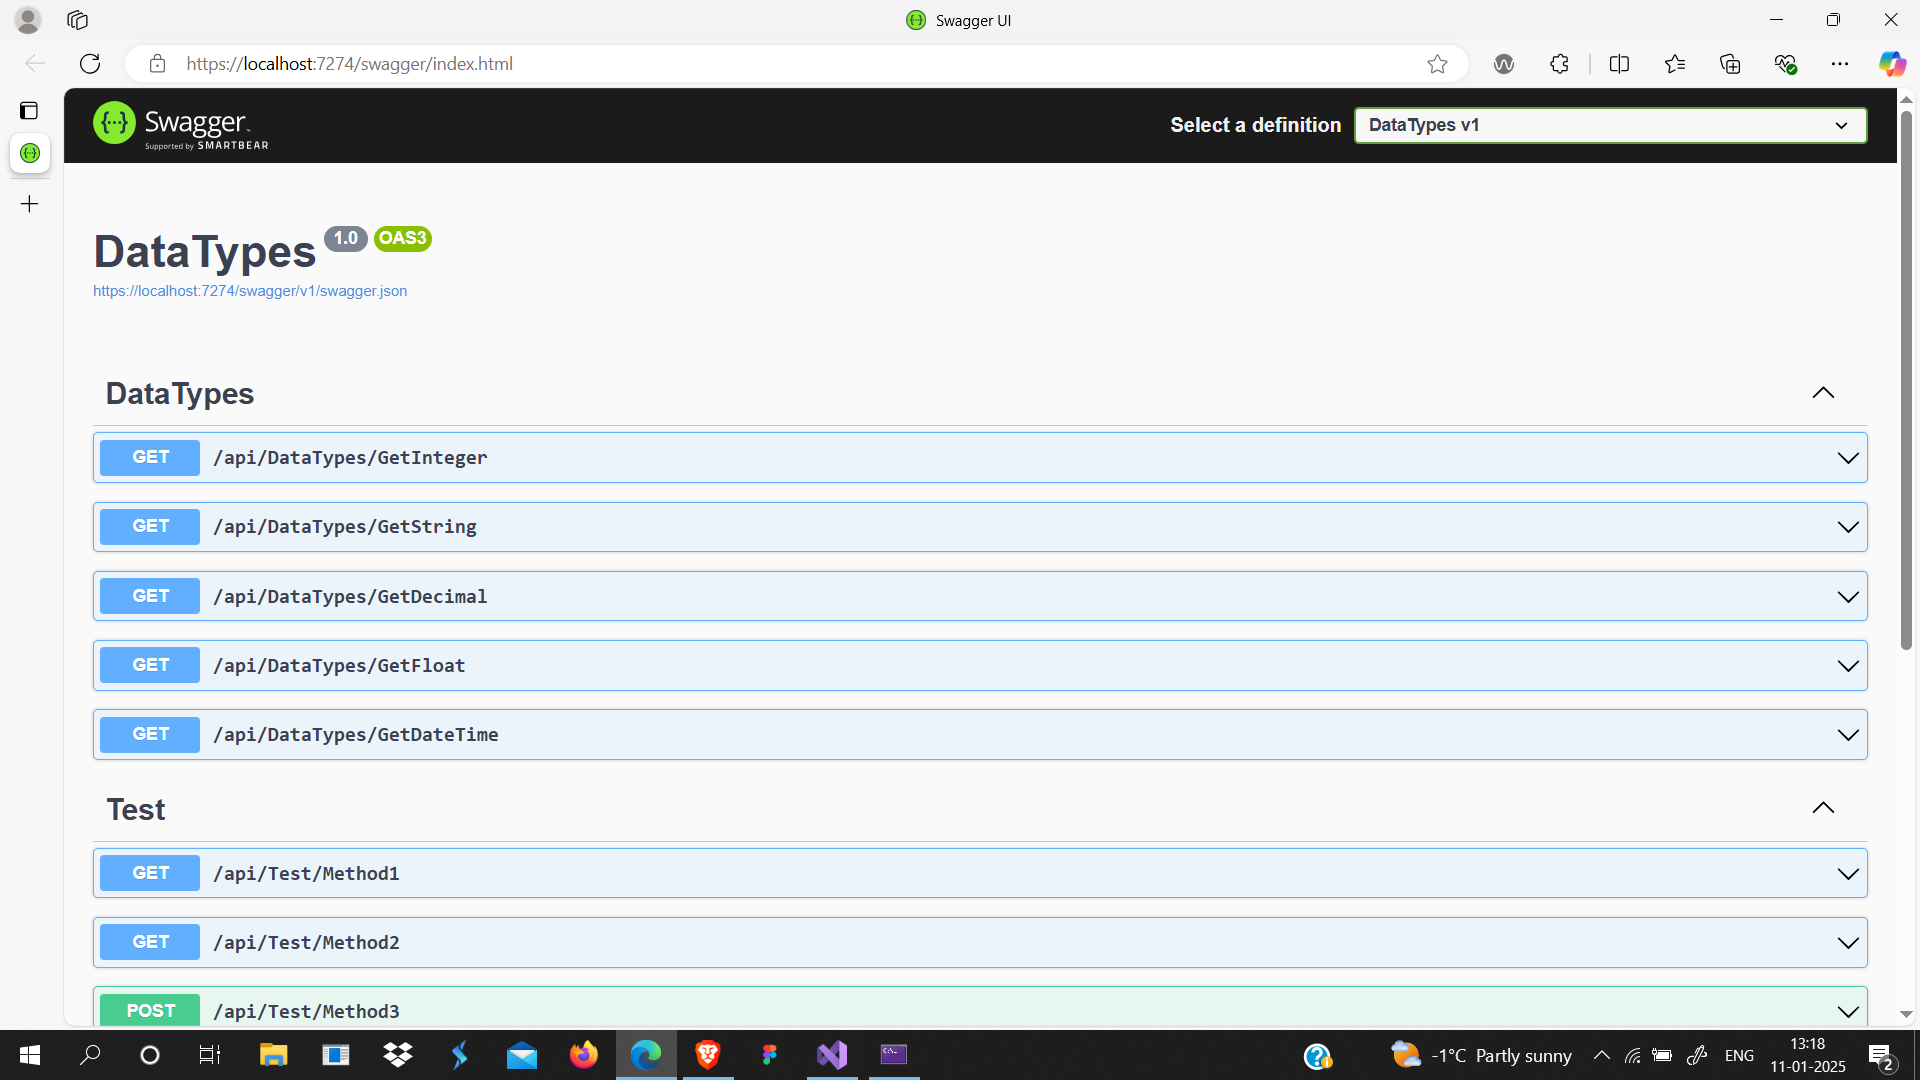 Swagger UI
https://localhost:7274/swagger/index.html
Swagger
Supported by SMARTBEAR
Select a definition
DataTypes v1
DataTypes 1.0 OAS3
https://localhost:7274/swagger/v1/swagger.json
DataTypes
GET /api/DataTypes/GetInteger
GET /api/DataTypes/GetString
GET /api/DataTypes/GetDecimal
GET /api/DataTypes/GetFloat
GET /api/DataTypes/GetDateTime
Test
GET /api/Test/Method1
GET /api/Test/Method2
POST /api/Test/Method3
-1°C Partly sunny
ENG
13:18
11-01-2025
2